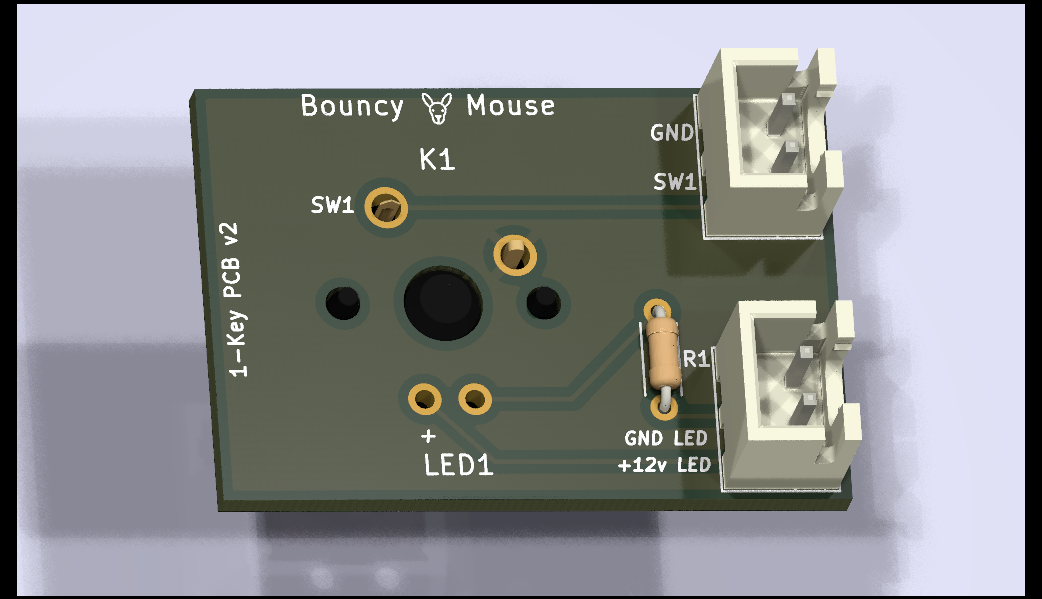 Bouncy Mouse
K1
GND
SW1
SW1
1-Key PCB v2
R1
GND LED
+
+12v LED
LED1